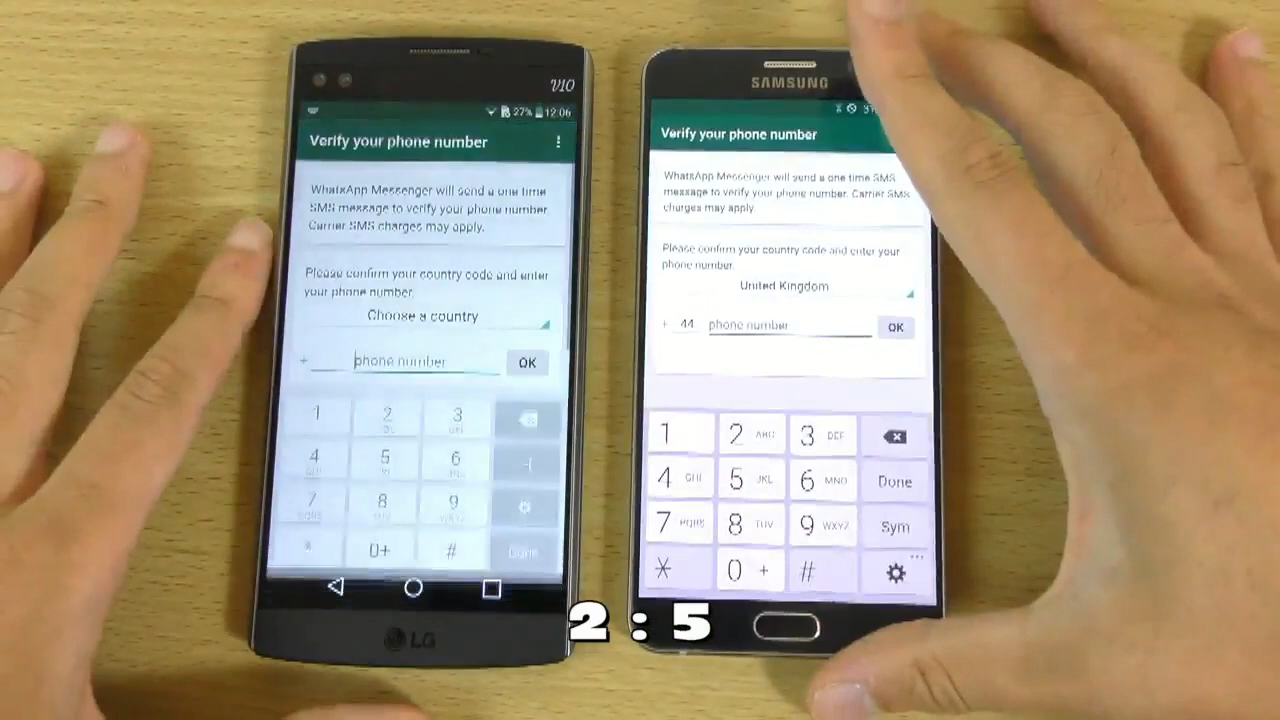 V10
27% 12:06
Verify your phone number
WhatsApp Messenger will send a one time
SMS message to verify your phone number.
Carrier SMS charges may apply.
Please confirm your country code and enter
your phone number.
Choose a country
+ phone number OK
1 2 3
4 5 6
7 8 9
* 0+ #
Done
LG
SAMSUNG
Verify your phone number
WhatsApp Messenger will send a one time SMS
message to verify your phone number. Carrier SMS
charges may apply.
Please confirm your country code and enter your
phone number.
United Kingdom
+ 44 phone number OK
1 2 ABC 3 DEF
4 GHI 5 JKL 6 MNO Done
7 PQRS 8 TUV 9 WXYZ Sym
* 0 + # ...
2 : 5